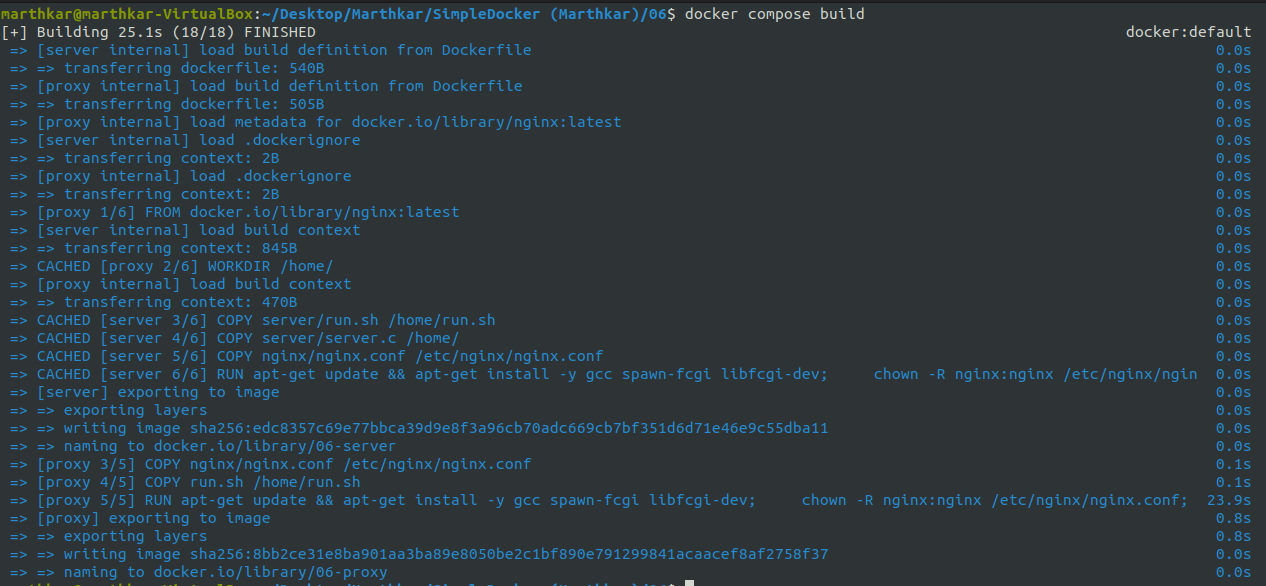 marthkar@marthkar-VirtualBox:~/Desktop/Marthkar/SimpleDocker (Marthkar)/06$ docker compose build
[+] Building 25.1s (18/18) FINISHED docker:default
=> [server internal] load build definition from Dockerfile 0.0s
=> => transferring dockerfile: 540B 0.0s
=> [proxy internal] load build definition from Dockerfile 0.0s
=> => transferring dockerfile: 505B 0.0s
=> [proxy internal] load metadata for docker.io/library/nginx:latest 0.0s
=> [server internal] load .dockerignore 0.0s
=> => transferring context: 2B 0.0s
=> [proxy internal] load .dockerignore 0.0s
=> => transferring context: 2B 0.0s
=> [proxy 1/6] FROM docker.io/library/nginx:latest 0.0s
=> [server internal] load build context 0.0s
=> => transferring context: 845B 0.0s
=> CACHED [proxy 2/6] WORKDIR /home/ 0.0s
=> [proxy internal] load build context 0.0s
=> => transferring context: 470B 0.0s
=> CACHED [server 3/6] COPY server/run.sh /home/run.sh 0.0s
=> CACHED [server 4/6] COPY server/server.c /home/ 0.0s
=> CACHED [server 5/6] COPY nginx/nginx.conf /etc/nginx/nginx.conf 0.0s
=> CACHED [server 6/6] RUN apt-get update && apt-get install -y gcc spawn-fcgi libfcgi-dev; chown -R nginx:nginx /etc/nginx/ngin 0.0s
=> [server] exporting to image 0.0s
=> => exporting layers 0.0s
=> => writing image sha256:edc8357c69e77bbca39d9e8f3a96cb70adc669cb7bf351d6d71e46e9c55dba11 0.0s
=> => naming to docker.io/library/06-server 0.0s
=> [proxy 3/5] COPY nginx/nginx.conf /etc/nginx/nginx.conf 0.1s
=> [proxy 4/5] COPY run.sh /home/run.sh 0.1s
=> [proxy 5/5] RUN apt-get update && apt-get install -y gcc spawn-fcgi libfcgi-dev; chown -R nginx:nginx /etc/nginx/nginx.conf; 23.9s
=> [proxy] exporting to image 0.8s
=> => exporting layers 0.8s
=> => writing image sha256:8bb2ce31e8ba901aa3ba89e8050be2c1bf890e791299841acaacef8af2758f37 0.0s
=> => naming to docker.io/library/06-proxy 0.0s